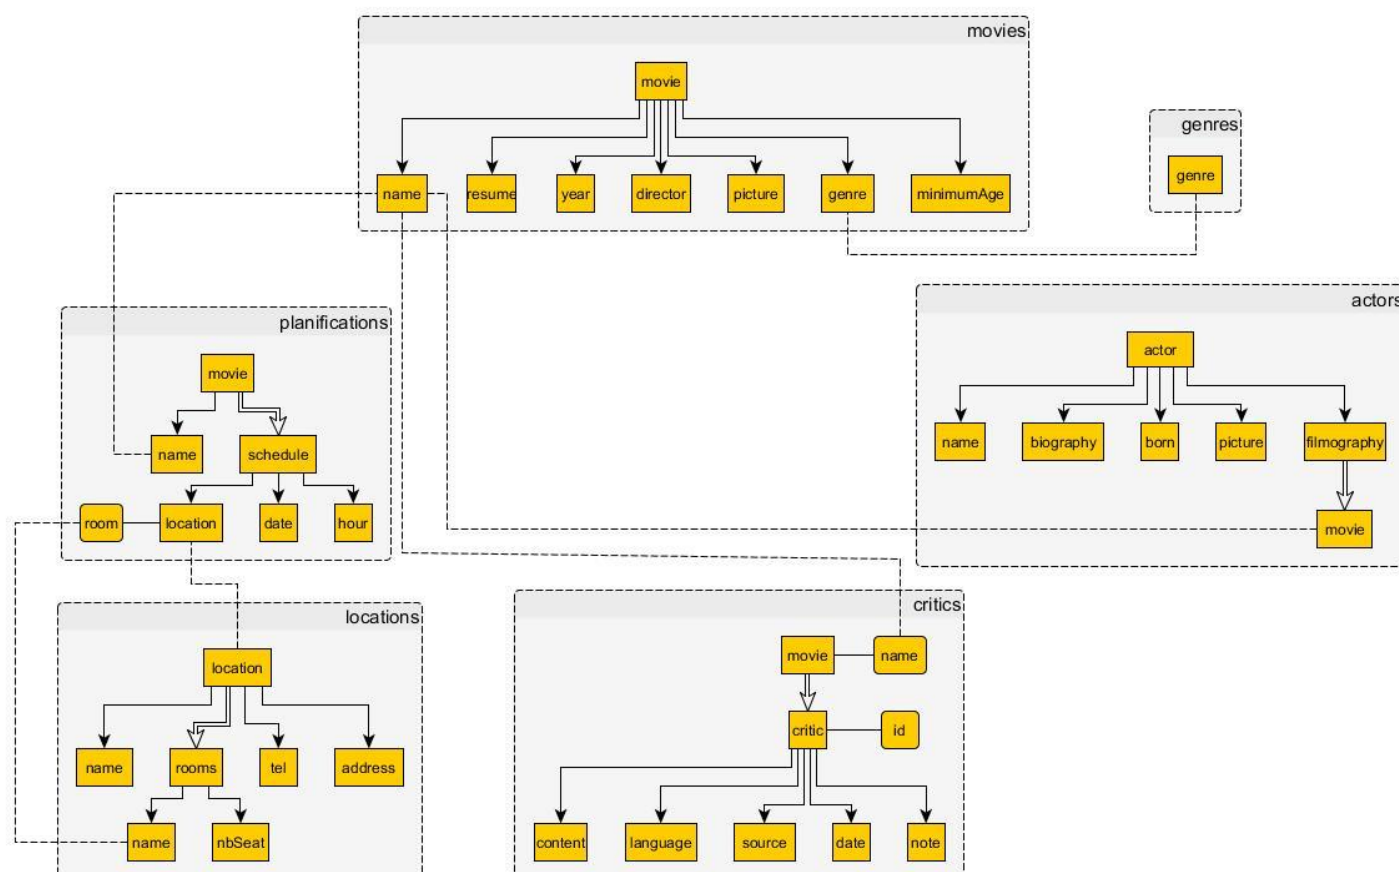 movies
movie
name
resume
year
director
picture
genre
minimumAge
genres
genre
planifications
movie
name
schedule
room
location
date
hour
actors
actor
name
biography
born
picture
filmography
movie
locations
location
name
rooms
tel
address
name
nbSeat
critics
movie
name
critic
id
content
language
source
date
note